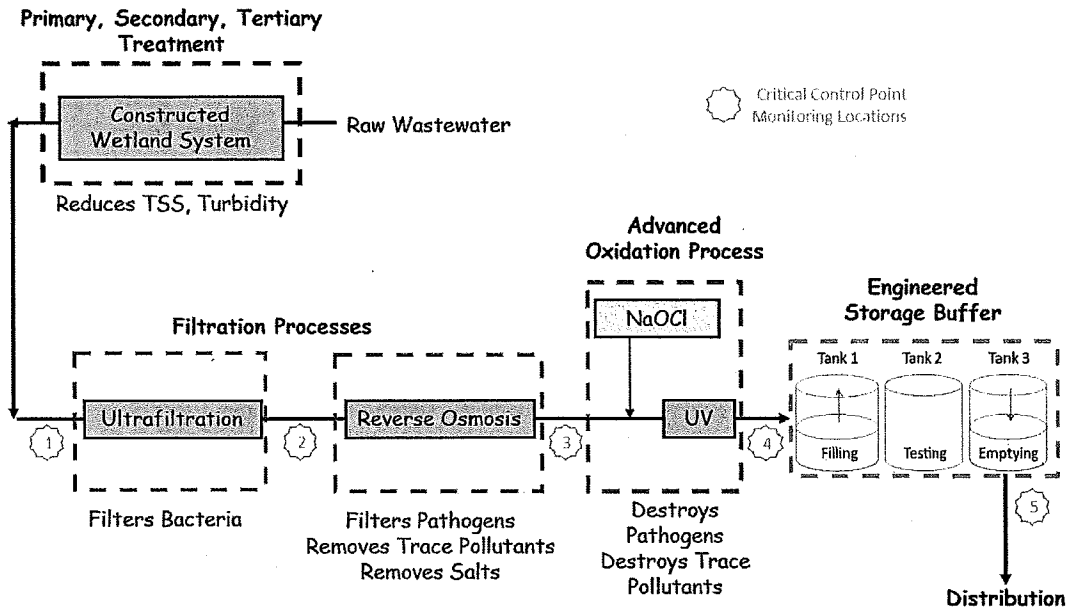 Primary, Secondary, Tertiary
Treatment
Constructed
Wetland System
Raw Wastewater
Reduces TSS, Turbidity
Critical Control Point
Monitoring Locations
Advanced
Oxidation Process
NaOCl
Engineered
Storage Buffer
Filtration Processes
Tank 1
Tank 2
Tank 3
Ultrafiltration
Reverse Osmosis
UV
Filling
Testing
Emptying
1
2
3
4
5
Filters Bacteria
Filters Pathogens
Removes Trace Pollutants
Removes Salts
Destroys
Pathogens
Destroys Trace
Pollutants
Distribution